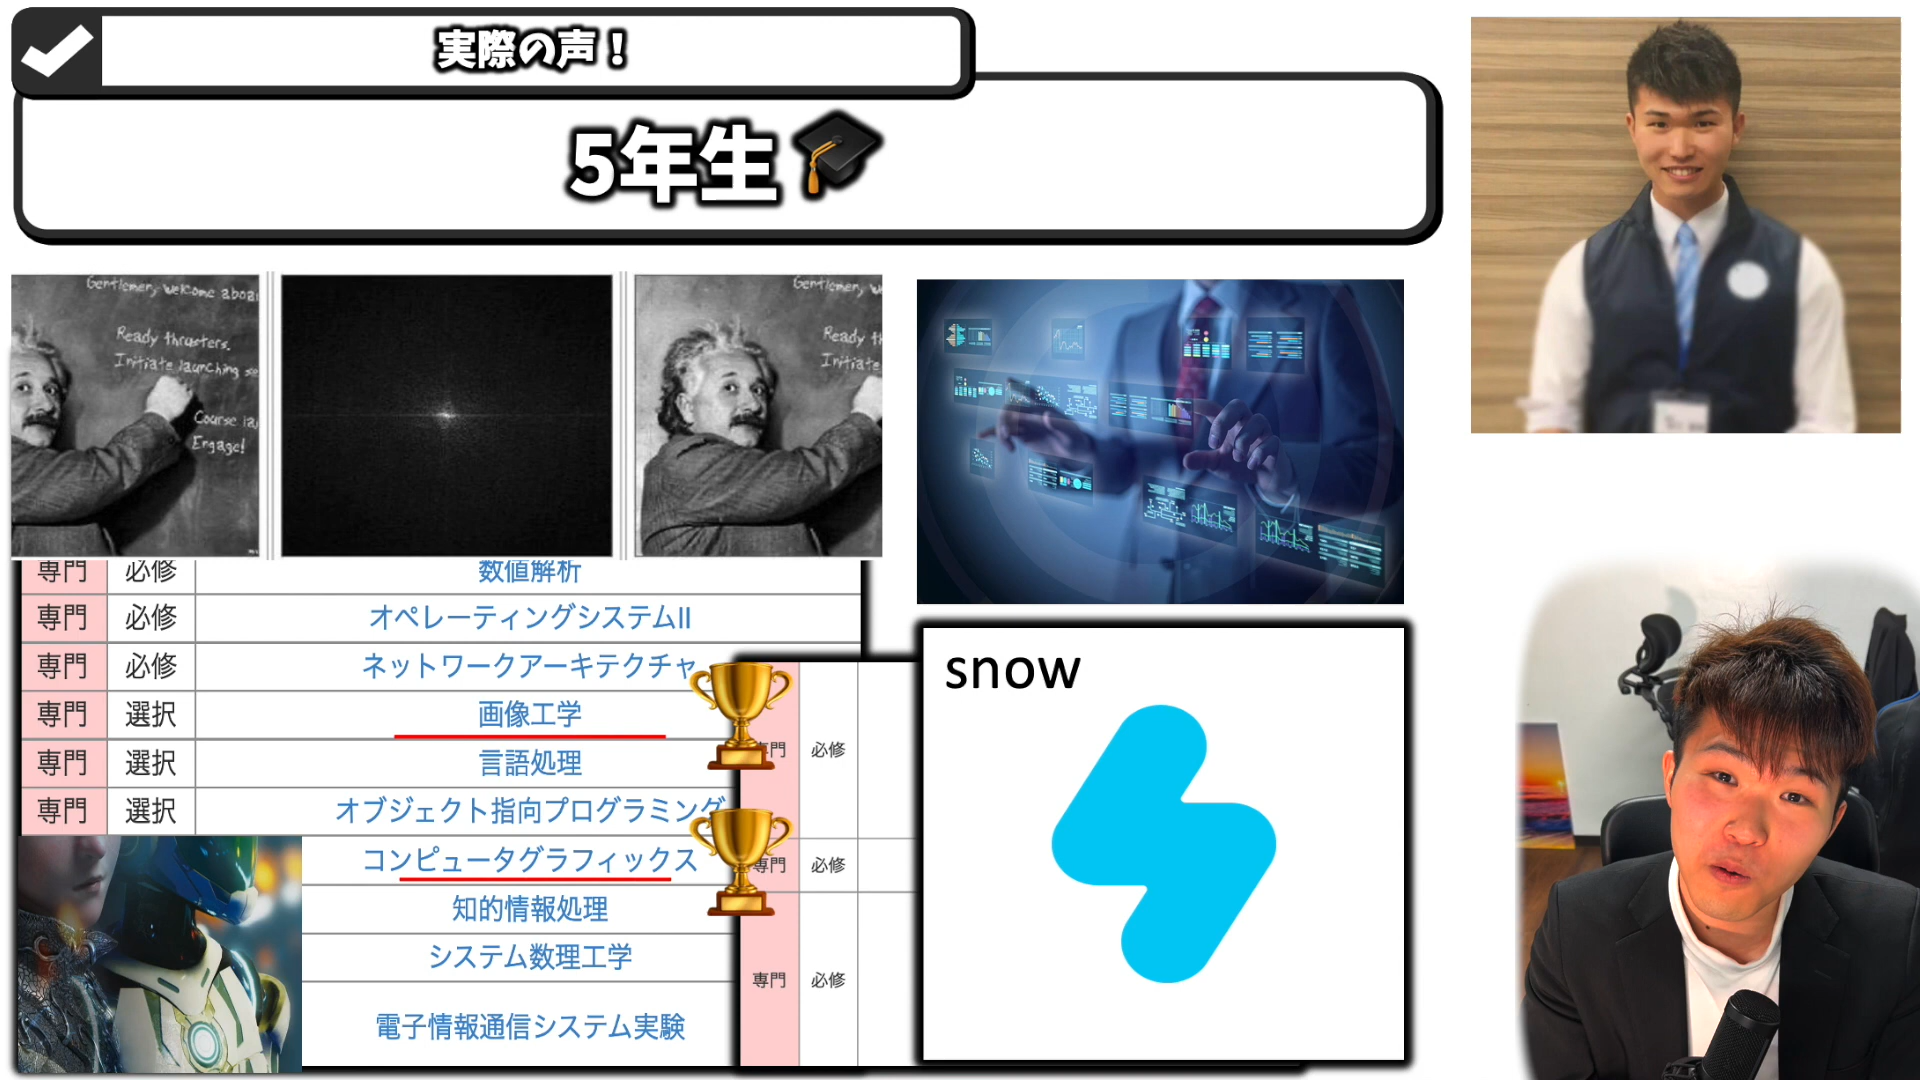 実際の声！
5年生
Gentlemen, welcome aboa
Ready thrusters.
Initiate launching se
Course la
Engage!
Gentlemen, w
Ready th
Initiate
専門 必修 数値解析
専門 必修 オペレーティングシステムII
専門 必修 ネットワークアーキテクチャ
専門 選択 画像工学
専門 選択 言語処理
専門 選択 オブジェクト指向プログラミング
コンピュータグラフィックス
知的情報処理
システム数理工学
電子情報通信システム実験
専門 必修
専門 必修
専門 必修
snow